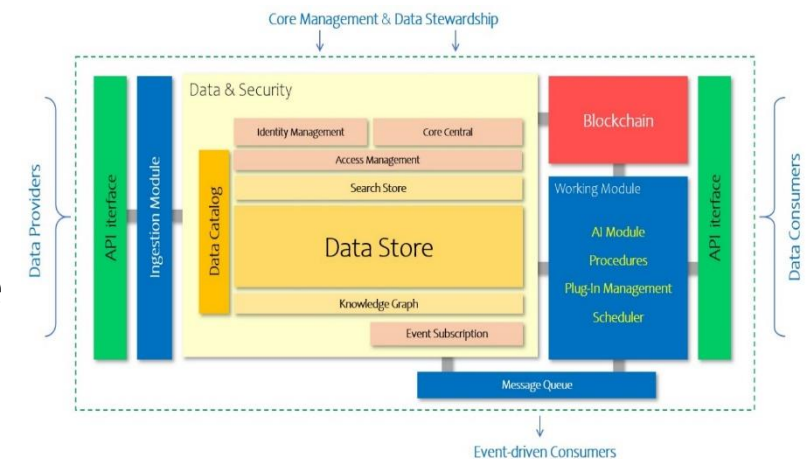 Core Management & Data Stewardship
Data Providers
API iterface
Ingestion Module
Data & Security
Identity Management
Core Central
Access Management
Data Catalog
Search Store
Data Store
Knowledge Graph
Event Subscription
Blockchain
Working Module
AI Module
Procedures
Plug-In Management
Scheduler
API iterface
Data Consumers
Message Queue
Event-driven Consumers